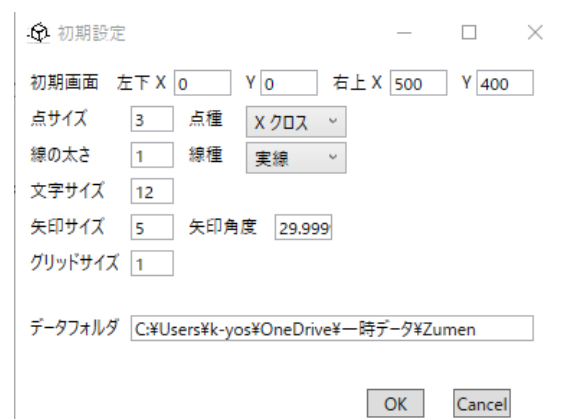 初期設定
初期画面 左下 X 0 Y 0 右上 X 500 Y 400
点サイズ 3 点種 X クロス
線の太さ 1 線種 実線
文字サイズ 12
矢印サイズ 5 矢印角度 29.999
グリッドサイズ 1
データフォルダ C:¥Users¥k-yos¥OneDrive¥一時データ¥Zumen
OK Cancel